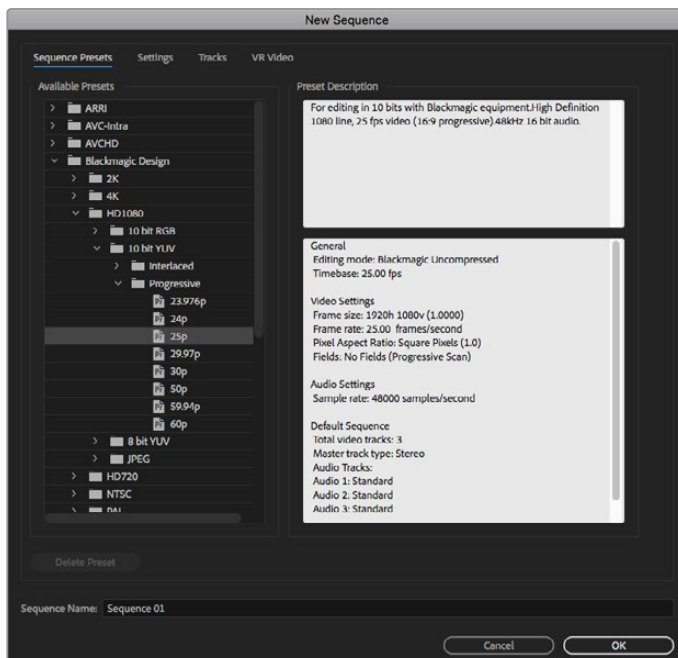 New Sequence
Sequence Presets
Settings
Tracks
VR Video
Available Presets
ARRI
AVC-Intra
AVCHD
Blackmagic Design
2K
4K
HD1080
10 bit RGB
10 bit YUV
Interlaced
Progressive
23.976p
24p
25p
29.97p
30p
50p
59.94p
60p
8 bit YUV
JPEG
HD720
NTSC
PAL
Delete Preset
Preset Description
For editing in 10 bits with Blackmagic equipment.High Definition
1080 line, 25 fps video (16:9 progressive).48kHz 16 bit audio.
General
Editing mode: Blackmagic Uncompressed
Timebase: 25.00 fps
Video Settings
Frame size: 1920h 1080v (1.0000)
Frame rate: 25.00 frames/second
Pixel Aspect Ratio: Square Pixels (1.0)
Fields: No Fields (Progressive Scan)
Audio Settings
Sample rate: 48000 samples/second
Default Sequence
Total video tracks: 3
Master track type: Stereo
Audio Tracks:
Audio 1: Standard
Audio 2: Standard
Audio 3: Standard
Sequence Name: Sequence 01
Cancel
OK